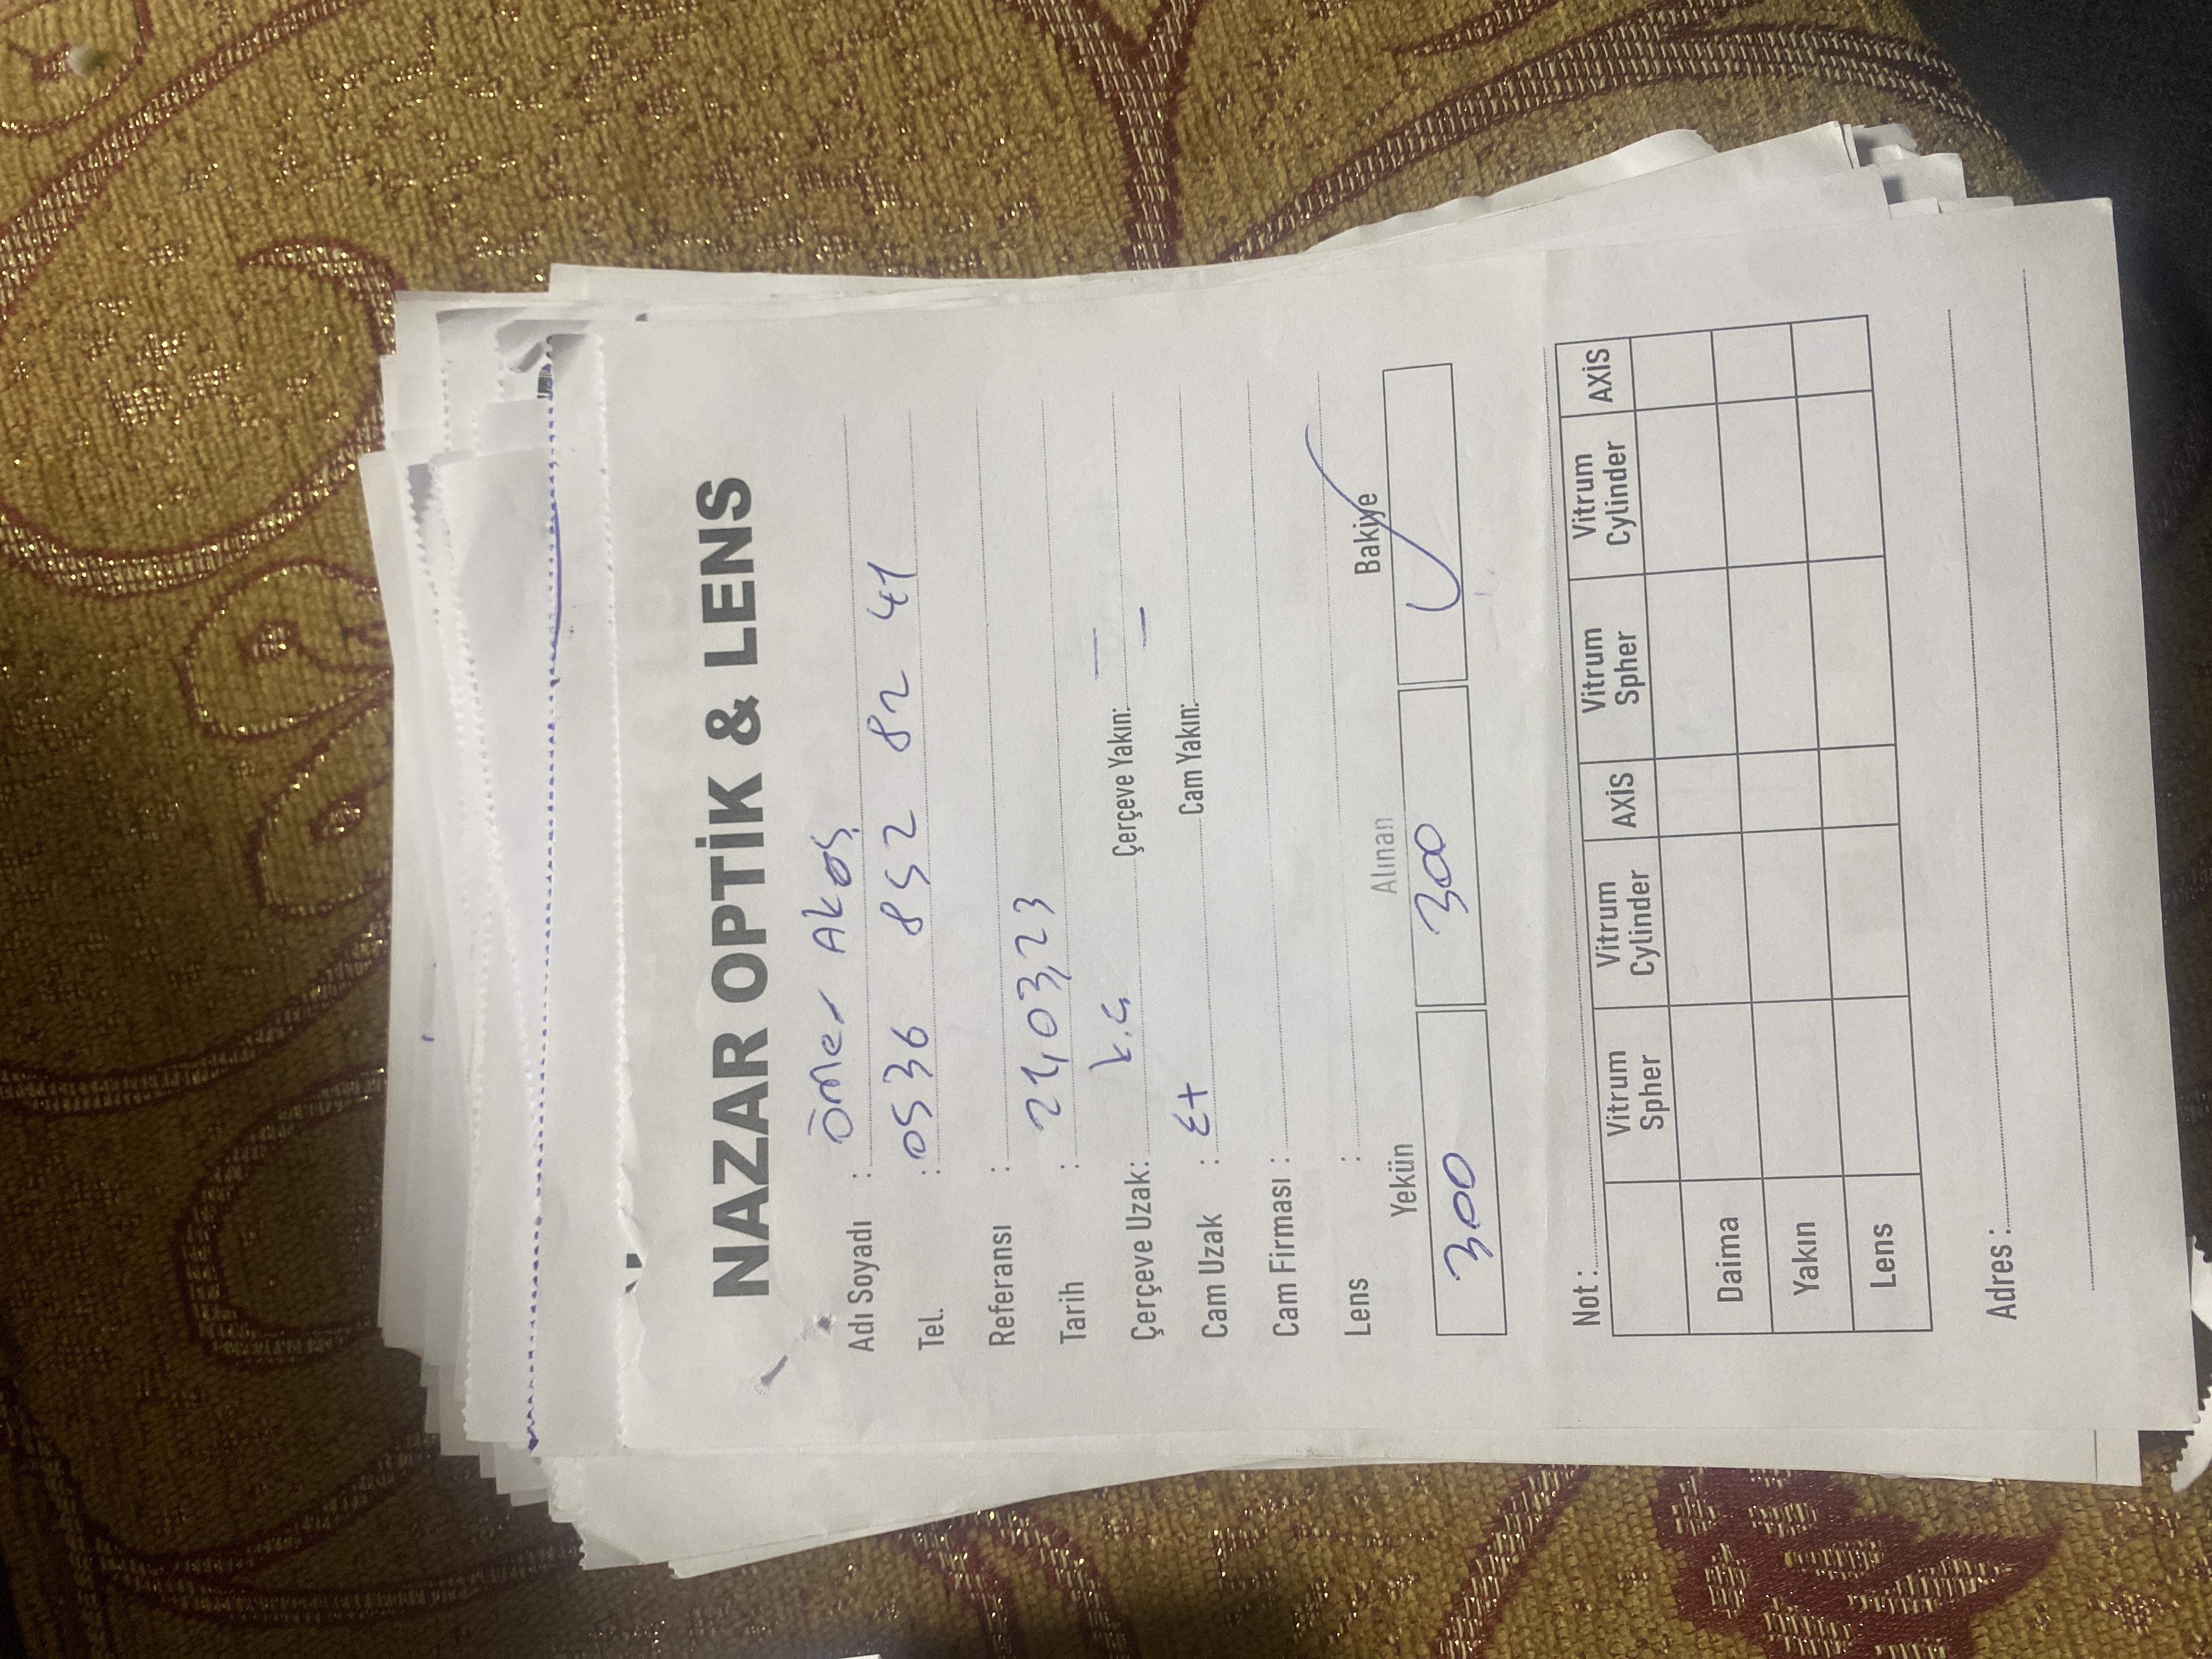 NAZAR OPTİK & LENS
Adı Soyadı : Ömer Akoş
Tel. : 0536 852 82 41
Referansı :
Tarih : 21,03,23
Çerçeve Uzak: k.ç Çerçeve Yakın: —
Cam Uzak : Et Cam Yakın: —
Cam Firması :
Lens :
Yekün Alınan Bakiye
300 300 ✓
Not :
Vitrum Spher Vitrum Cylinder AXİS Vitrum Spher Vitrum Cylinder AXİS
Daima
Yakın
Lens
Adres :